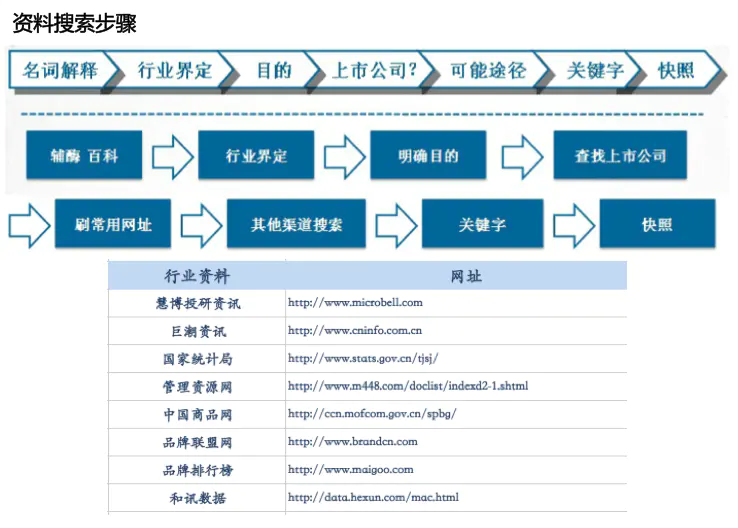 资料搜索步骤
名词解释 行业界定 目的 上市公司? 可能途径 关键字 快照
辅酶 百科 行业界定 明确目的 查找上市公司
刷常用网址 其他渠道搜索 关键字 快照
行业资料 网址
慧博投研资讯 http://www.microbell.com
巨潮资讯 http://www.cninfo.com.cn
国家统计局 http://www.stats.gov.cn/tjsj/
管理资源网 http://www.m448.com/doclist/indexd2-1.shtml
中国商品网 http://ccn.mofcom.gov.cn/spbg/
品牌联盟网 http://www.brandcn.com
品牌排行榜 http://www.maigoo.com
和讯数据 http://data.hexun.com/mac.html